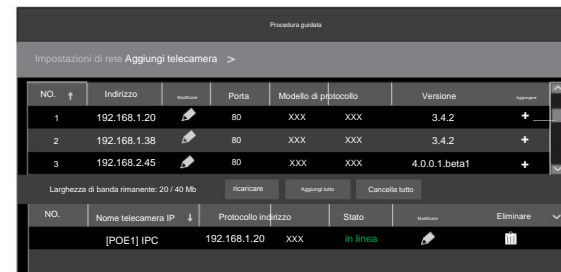 Procedura guidata
Impostazioni di rete Aggiungi telecamera >
NO. ↑ Indirizzo Modificare Porta Modello di protocollo Versione Aggiungere
1 192.168.1.20 80 XXX XXX 3.4.2 +
2 192.168.1.38 80 XXX XXX 3.4.2 +
3 192.168.2.45 80 XXX XXX 4.0.0.1.beta1 +
Larghezza di banda rimanente: 20 / 40 Mb ricaricare Aggiungi tutto Cancella tutto
NO. Nome telecamera IP ↓ Protocollo indirizzo Stato Modificare Eliminare
[POE1] IPC 192.168.1.20 XXX in linea